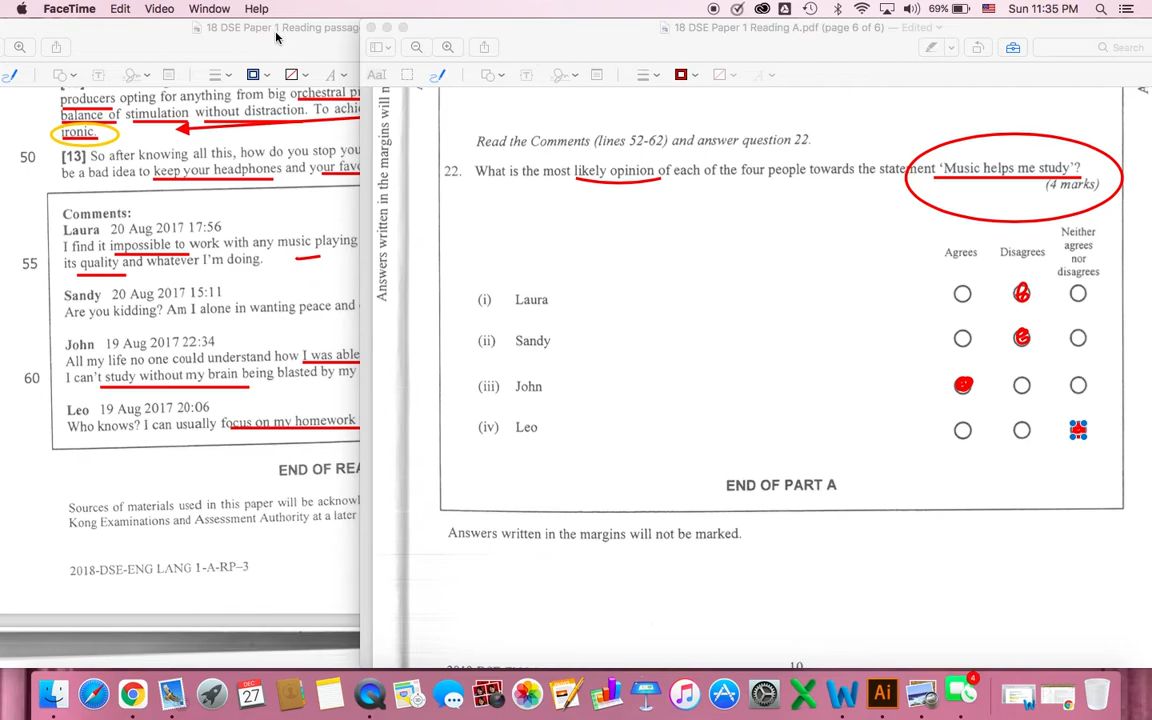 FaceTime Edit Video Window Help
69% Sun 11:35 PM
18 DSE Paper 1 Reading passag
18 DSE Paper 1 Reading A.pdf (page 6 of 6) — Edited
Search
producers opting for anything from big orchestral p
balance of stimulation without distraction. To achi
ironic.
50 [13] So after knowing all this, how do you stop you
be a bad idea to keep your headphones and your fav
Comments:
Laura 20 Aug 2017 17:56
I find it impossible to work with any music playing
55 its quality and whatever I'm doing.
Sandy 20 Aug 2017 15:11
Are you kidding? Am I alone in wanting peace and
John 19 Aug 2017 22:34
All my life no one could understand how I was able
60 I can't study without my brain being blasted by my
Leo 19 Aug 2017 20:06
Who knows? I can usually focus on my homework
END OF REA
Sources of materials used in this paper will be acknow
Kong Examinations and Assessment Authority at a later
2018-DSE-ENG LANG 1-A-RP–3
Answers written in the margins will n
Read the Comments (lines 52-62) and answer question 22.
22. What is the most likely opinion of each of the four people towards the statement 'Music helps me study'?
(4 marks)
Agrees Disagrees Neither
agrees
nor
disagrees
(i) Laura
(ii) Sandy
(iii) John
(iv) Leo
END OF PART A
Answers written in the margins will not be marked.
10
DEC
27
4